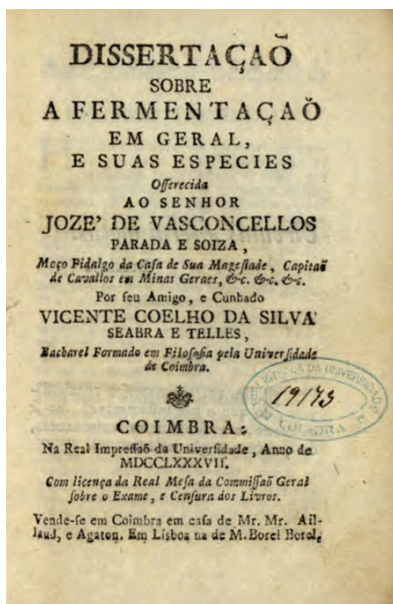 DISSERTAÇAÕ
SOBRE
A FERMENTAÇAÕ
EM GERAL,
E SUAS ESPECIES
Offerecida
AO SENHOR
JOZE' DE VASCONCELLOS
PARADA E SOIZA,
Moço Fidalgo da Caſa de Sua Mageſtade, Capitaõ
de Cavallos em Minas Geraes, &c. &c. &c.
Por ſeu Amigo, e Cunhado
VICENTE COELHO DA SILVA
SEABRA E TELLES,
Bacharel Formado em Filoſofia pela Univerſidade
de Coimbra.
COIMBRA:
Na Real Impreſſaõ da Univerſidade, Anno de
MDCCLXXXVII.
Com licença da Real Meſa da Commiſſaõ Geral
ſobre o Exame, e Cenſura dos Livros.
Vende-ſe em Coimbra em caſa de Mr. Mr. Ail-
laud, e Agaton. Em Lisboa na de M. Borel Borel,
DA UNIVERSIDADE
COIMBRA
19173